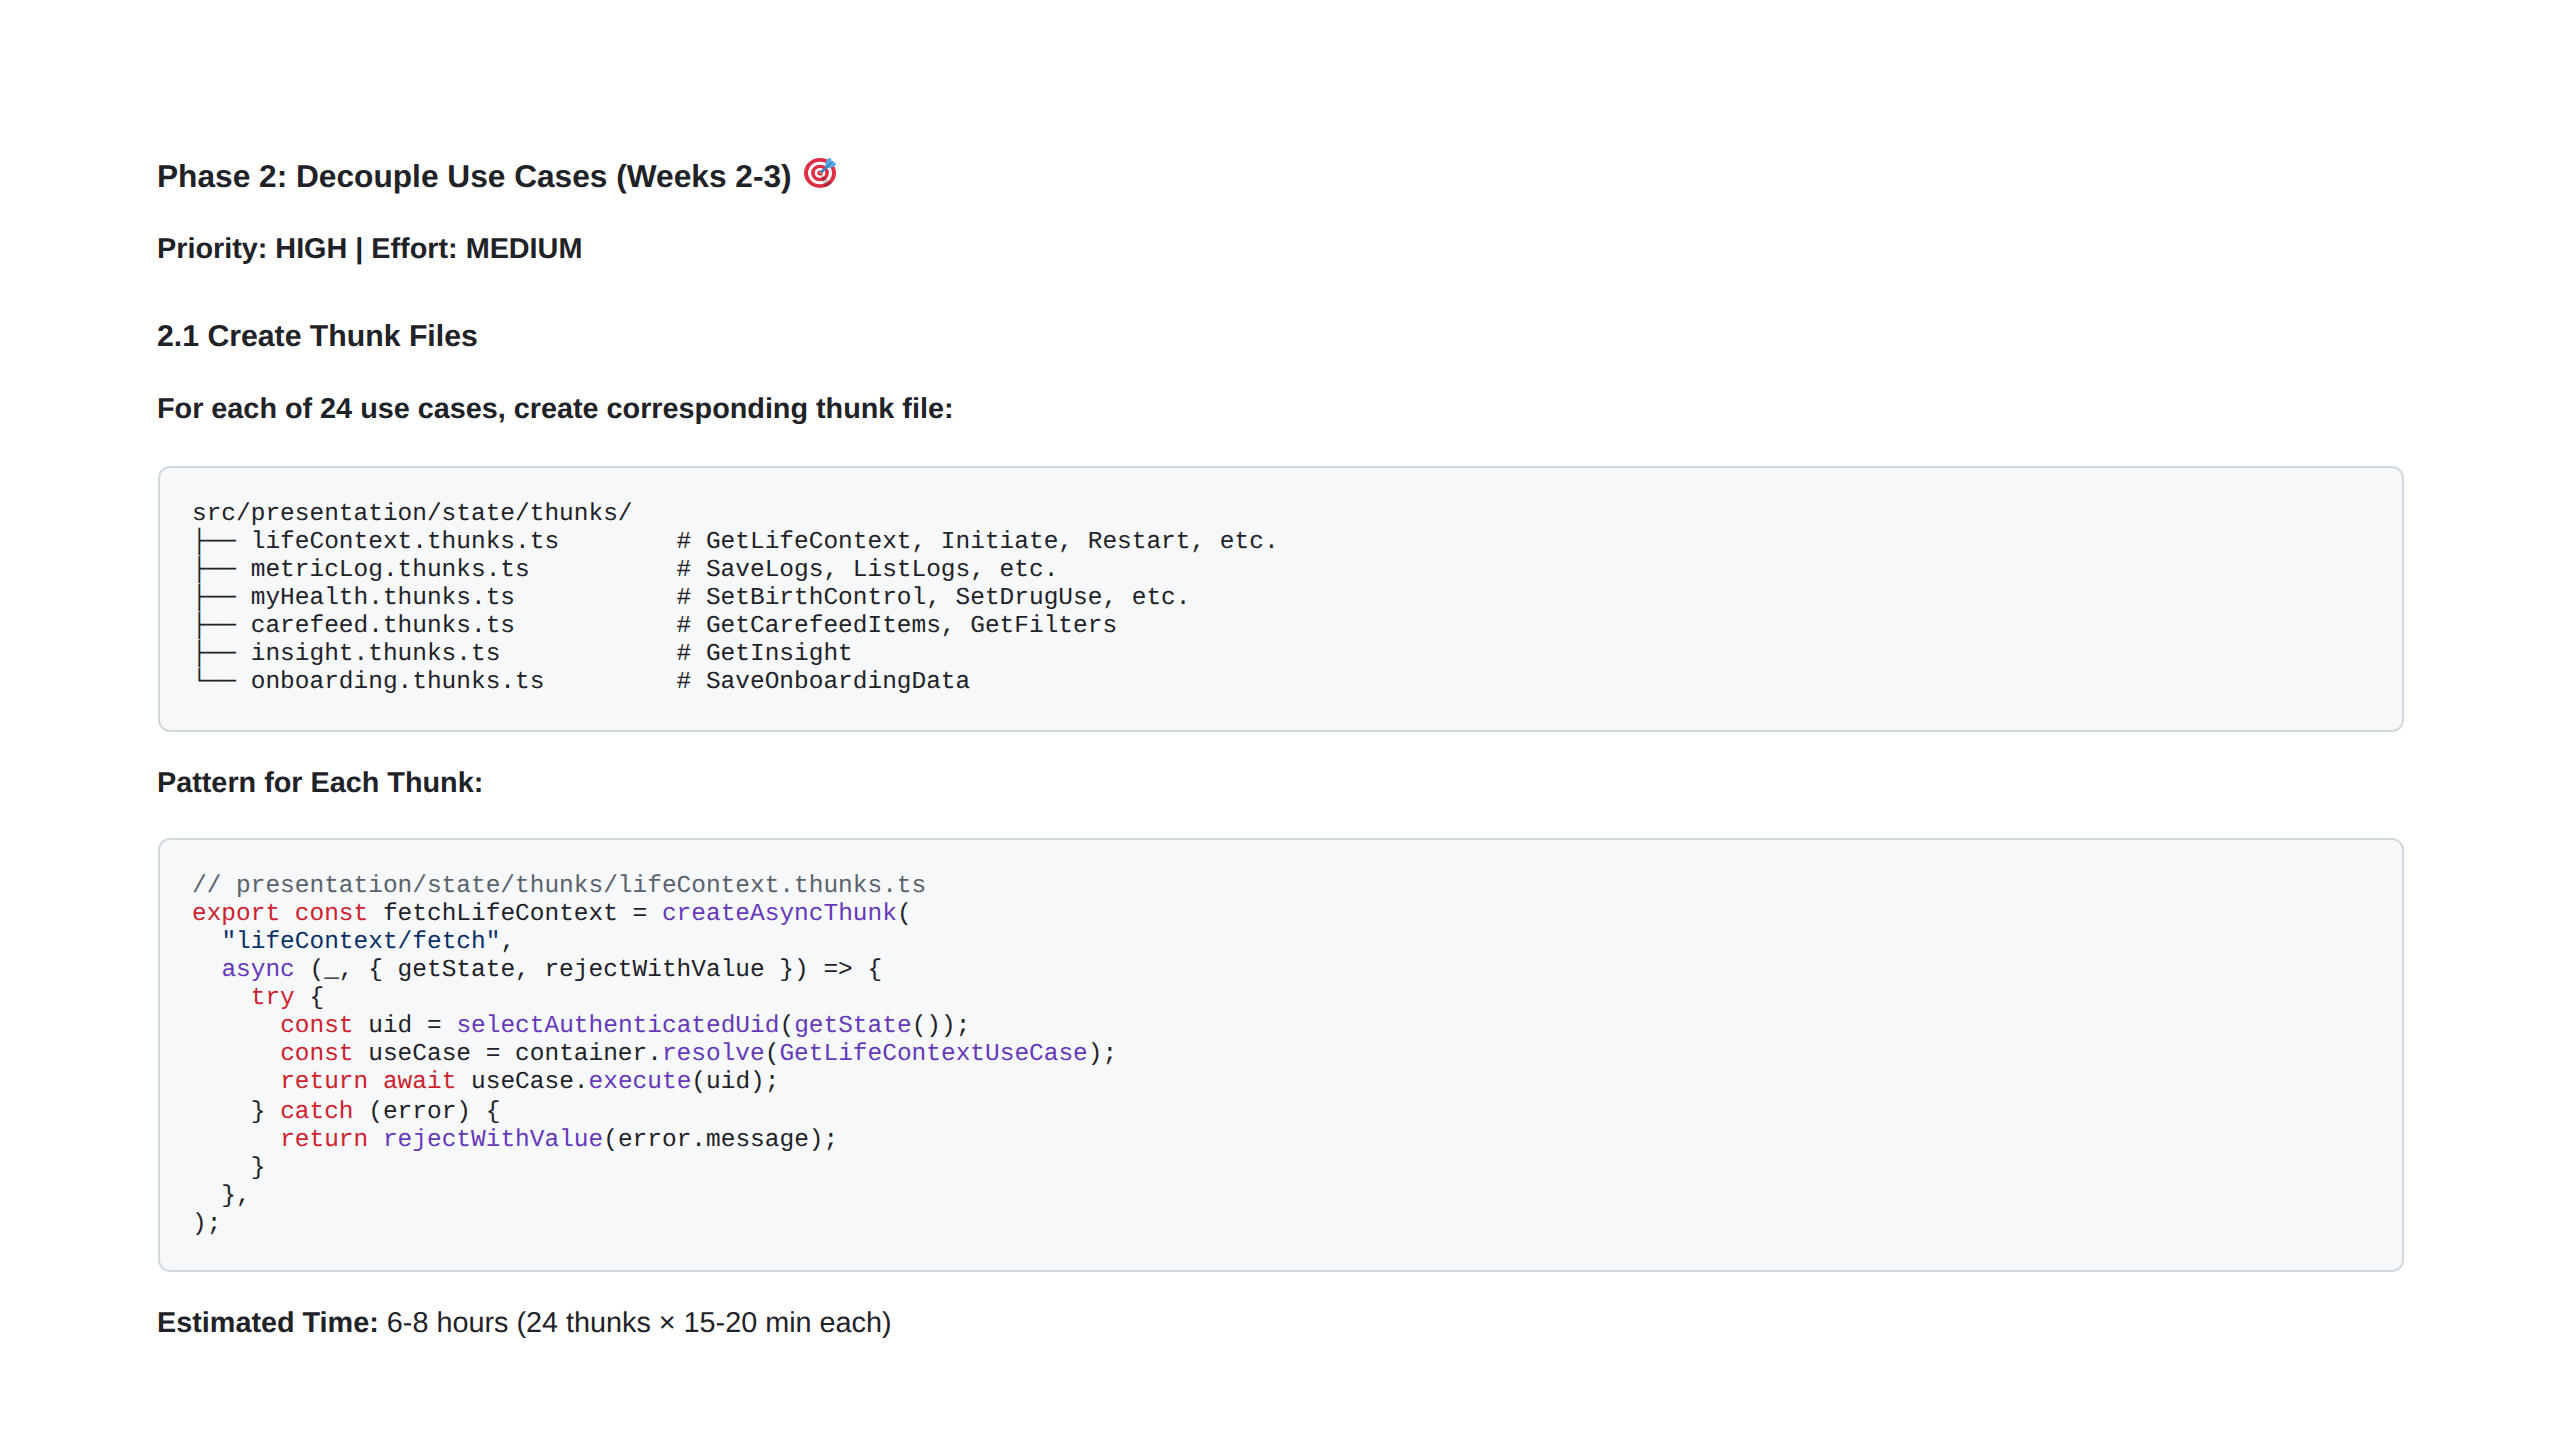 Phase 2: Decouple Use Cases (Weeks 2-3) 🎯
Priority: HIGH | Effort: MEDIUM
2.1 Create Thunk Files
For each of 24 use cases, create corresponding thunk file:
src/presentation/state/thunks/
├── lifeContext.thunks.ts        # GetLifeContext, Initiate, Restart, etc.
├── metricLog.thunks.ts          # SaveLogs, ListLogs, etc.
├── myHealth.thunks.ts           # SetBirthControl, SetDrugUse, etc.
├── carefeed.thunks.ts           # GetCarefeedItems, GetFilters
├── insight.thunks.ts            # GetInsight
└── onboarding.thunks.ts         # SaveOnboardingData
Pattern for Each Thunk:
// presentation/state/thunks/lifeContext.thunks.ts
export const fetchLifeContext = createAsyncThunk(
  "lifeContext/fetch",
  async (_, { getState, rejectWithValue }) => {
    try {
      const uid = selectAuthenticatedUid(getState());
      const useCase = container.resolve(GetLifeContextUseCase);
      return await useCase.execute(uid);
    } catch (error) {
      return rejectWithValue(error.message);
    }
  },
);
Estimated Time: 6-8 hours (24 thunks × 15-20 min each)